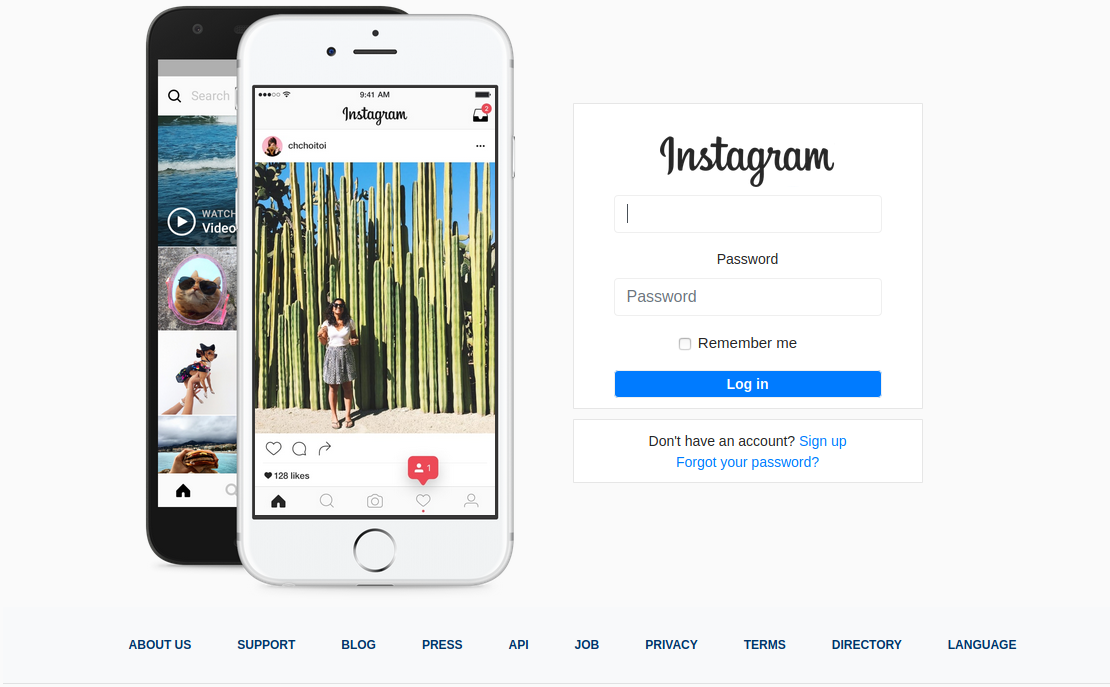 Search
WATCH
Video
9:41 AM
Instagram
2
chchoitoi
128 likes
1
Instagram
Password
Password
Remember me
Log in
Don't have an account? Sign up
Forgot your password?
ABOUT US SUPPORT BLOG PRESS API JOB PRIVACY TERMS DIRECTORY LANGUAGE